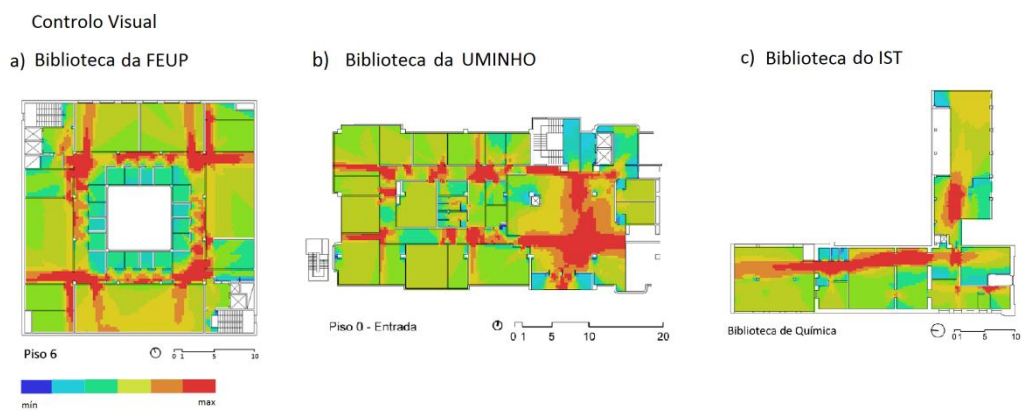 Controlo Visual
a) Biblioteca da FEUP
b) Biblioteca da UMINHO
c) Biblioteca do IST
Piso 6
0 1 5 10
Piso 0 - Entrada
0 1 5 10 20
Biblioteca de Química
0 1 5 10
mín max